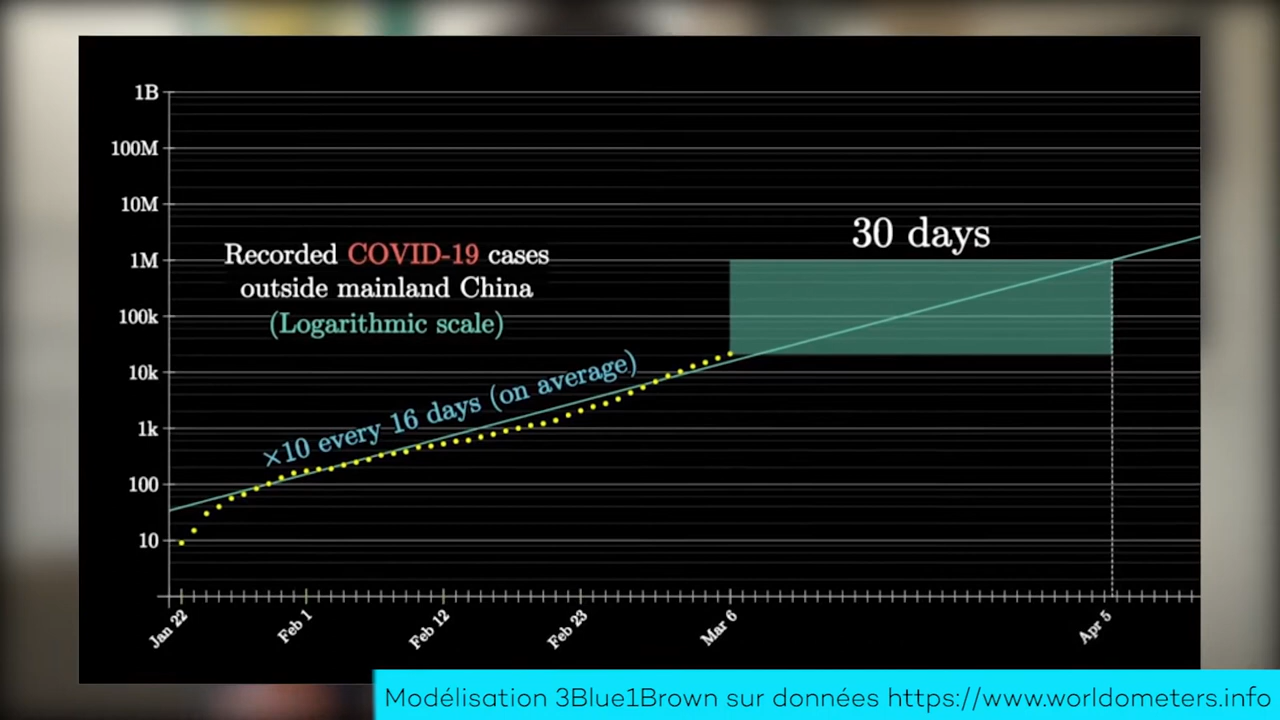 1B
100M
10M
1M
100k
10k
1k
100
10
30 days
Recorded COVID-19 cases
outside mainland China
(Logarithmic scale)
×10 every 16 days (on average)
Jan 22
Feb 1
Feb 12
Feb 23
Mar 6
Apr 5
Modélisation 3Blue1Brown sur données https://www.worldometers.info